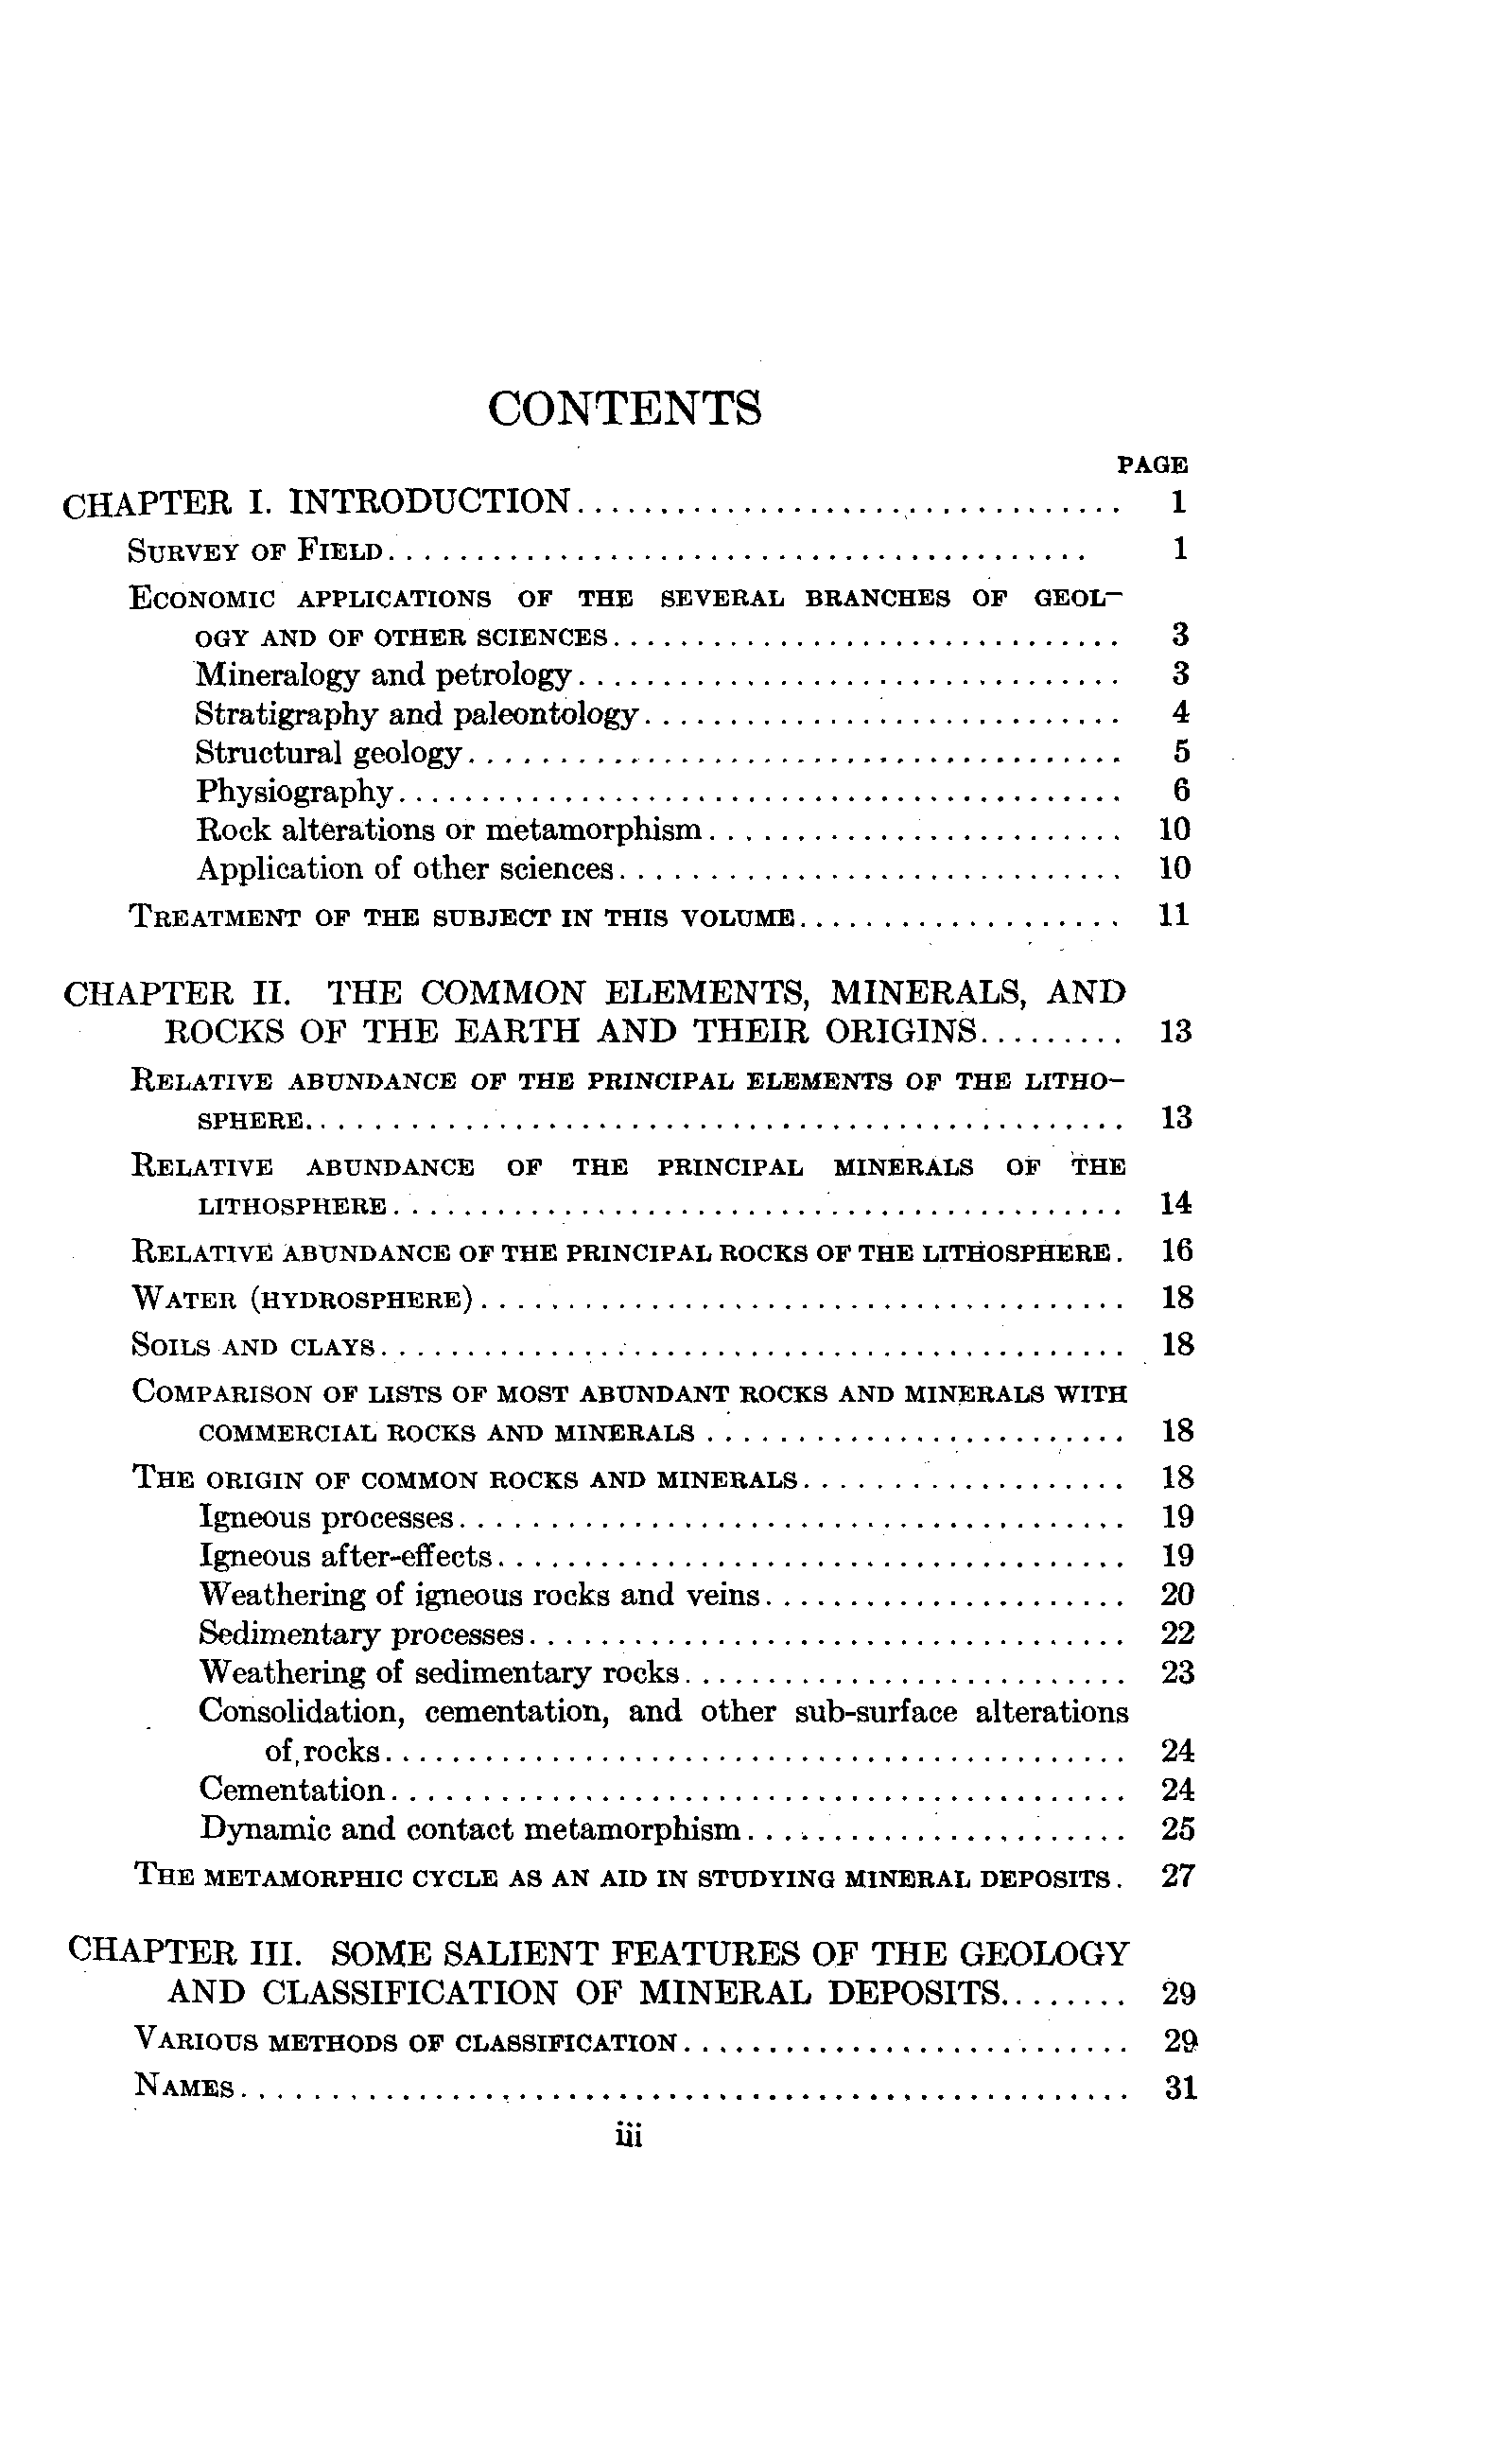 CONTENTS
PAGE
CHAPTER I. INTRODUCTION................................. 1
SURVEY OF FIELD.......................................... 1
ECONOMIC APPLICATIONS OF THE SEVERAL BRANCHES OF GEOL-
OGY AND OF OTHER SCIENCES............................... 3
Mineralogy and petrology................................. 3
Stratigraphy and paleontology............................. 4
Structural geology....................................... 5
Physiography............................................ 6
Rock alterations or metamorphism......................... 10
Application of other sciences.............................. 10
TREATMENT OF THE SUBJECT IN THIS VOLUME.................... 11
CHAPTER II. THE COMMON ELEMENTS, MINERALS, AND
ROCKS OF THE EARTH AND THEIR ORIGINS......... 13
RELATIVE ABUNDANCE OF THE PRINCIPAL ELEMENTS OF THE LITHO-
SPHERE................................................. 13
RELATIVE ABUNDANCE OF THE PRINCIPAL MINERALS OF THE
LITHOSPHERE............................................ 14
RELATIVE ABUNDANCE OF THE PRINCIPAL ROCKS OF THE LITHOSPHERE. 16
WATER (HYDROSPHERE)...................................... 18
SOILS AND CLAYS............................................ 18
COMPARISON OF LISTS OF MOST ABUNDANT ROCKS AND MINERALS WITH
COMMERCIAL ROCKS AND MINERALS ......................... 18
THE ORIGIN OF COMMON ROCKS AND MINERALS................... 18
Igneous processes........................................ 19
Igneous after-effects...................................... 19
Weathering of igneous rocks and veins...................... 20
Sedimentary processes.................................... 22
Weathering of sedimentary rocks........................... 23
Consolidation, cementation, and other sub-surface alterations
of rocks............................................. 24
Cementation............................................ 24
Dynamic and contact metamorphism....................... 25
THE METAMORPHIC CYCLE AS AN AID IN STUDYING MINERAL DEPOSITS. 27
CHAPTER III. SOME SALIENT FEATURES OF THE GEOLOGY
AND CLASSIFICATION OF MINERAL DEPOSITS........ 29
VARIOUS METHODS OF CLASSIFICATION........................... 29
NAMES..................................................... 31
iii